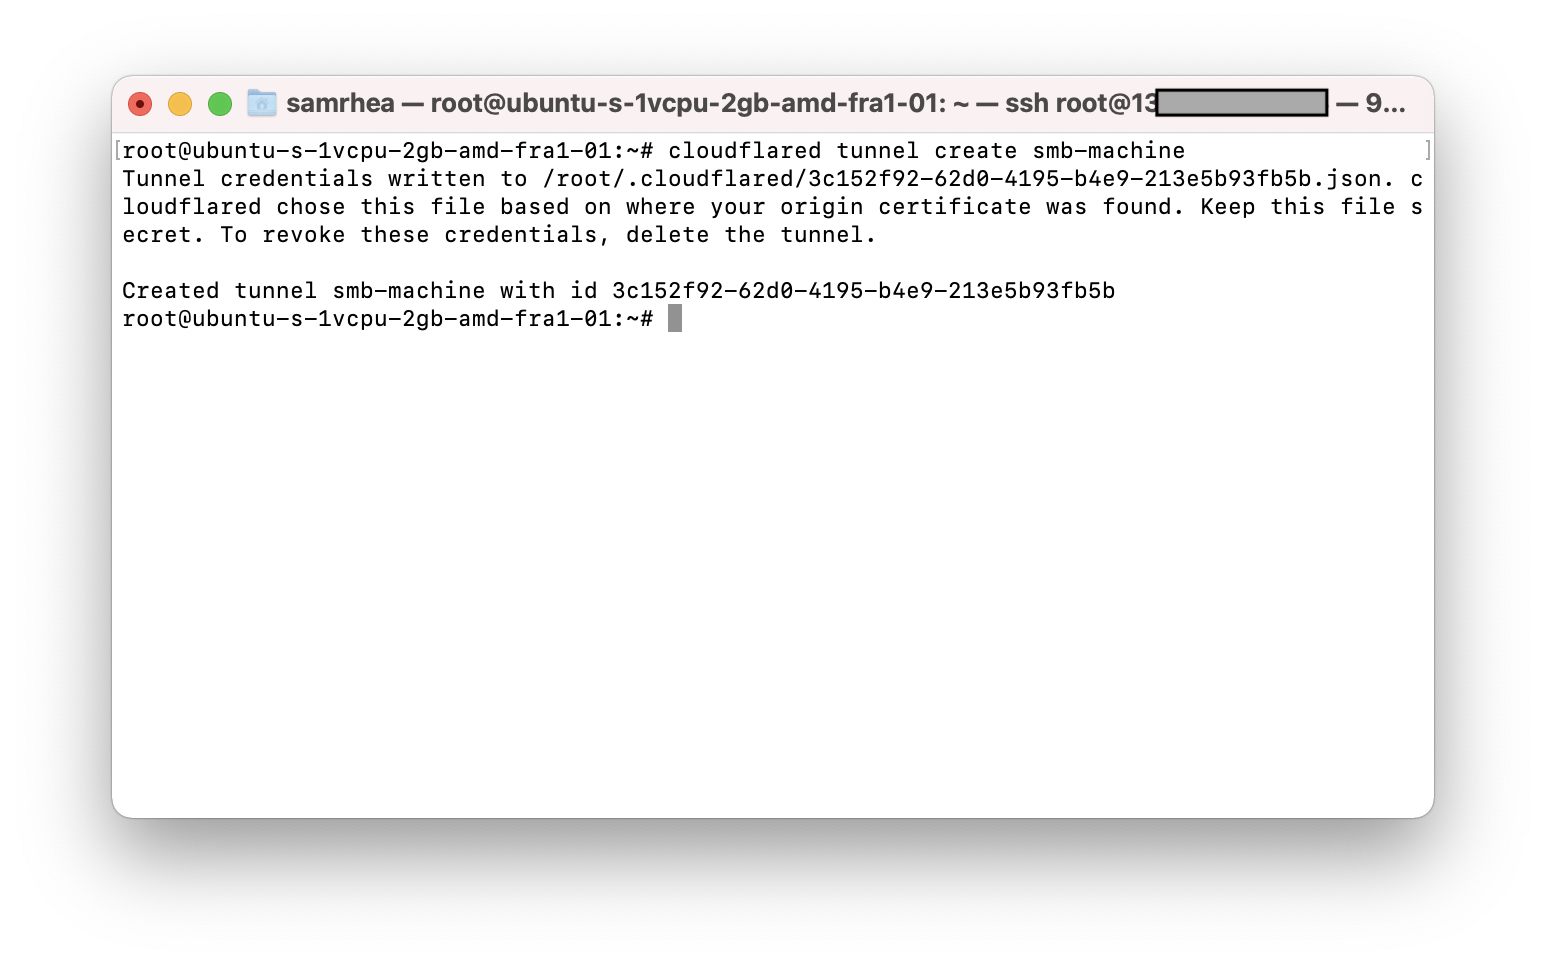 samrhea — root@ubuntu-s-1vcpu-2gb-amd-fra1-01: ~ — ssh root@13 — 9...
[root@ubuntu-s-1vcpu-2gb-amd-fra1-01:~# cloudflared tunnel create smb-machine ]
Tunnel credentials written to /root/.cloudflared/3c152f92-62d0-4195-b4e9-213e5b93fb5b.json. c
loudflared chose this file based on where your origin certificate was found. Keep this file s
ecret. To revoke these credentials, delete the tunnel.
Created tunnel smb-machine with id 3c152f92-62d0-4195-b4e9-213e5b93fb5b
root@ubuntu-s-1vcpu-2gb-amd-fra1-01:~#